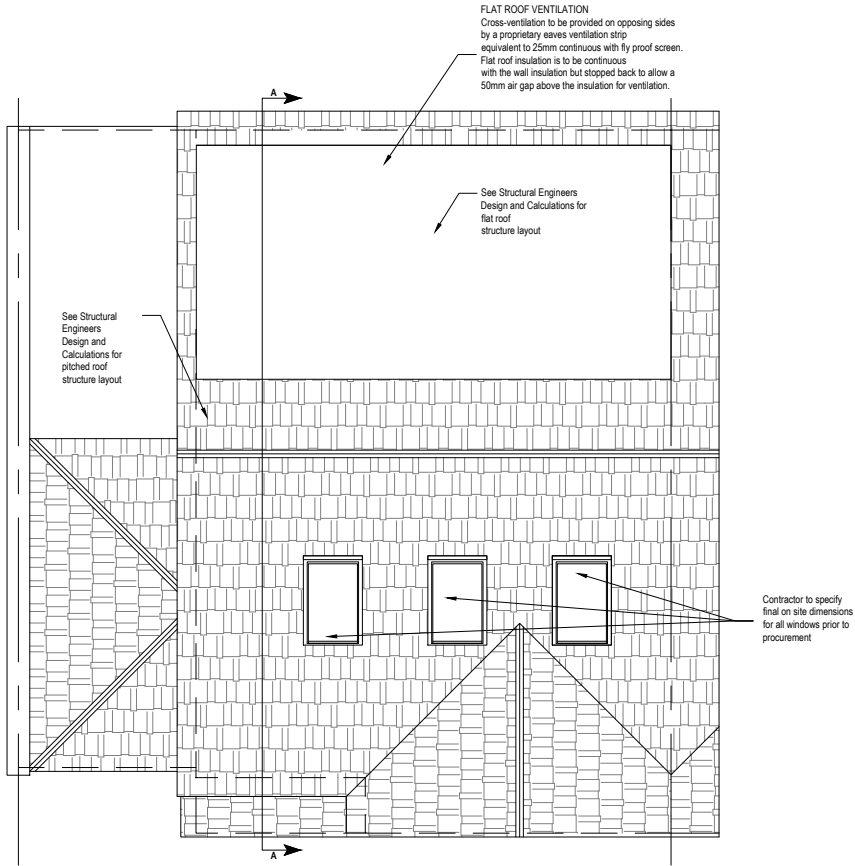 FLAT ROOF VENTILATION
Cross-ventilation to be provided on opposing sides
by a proprietary eaves ventilation strip
equivalent to 25mm continuous with fly proof screen.
Flat roof insulation is to be continuous
with the wall insulation but stopped back to allow a
50mm air gap above the insulation for ventilation.
A
See Structural Engineers
Design and Calculations for
flat roof
structure layout
See Structural
Engineers
Design and
Calculations for
pitched roof
structure layout
Contractor to specify
final on site dimensions
for all windows prior to
procurement
A